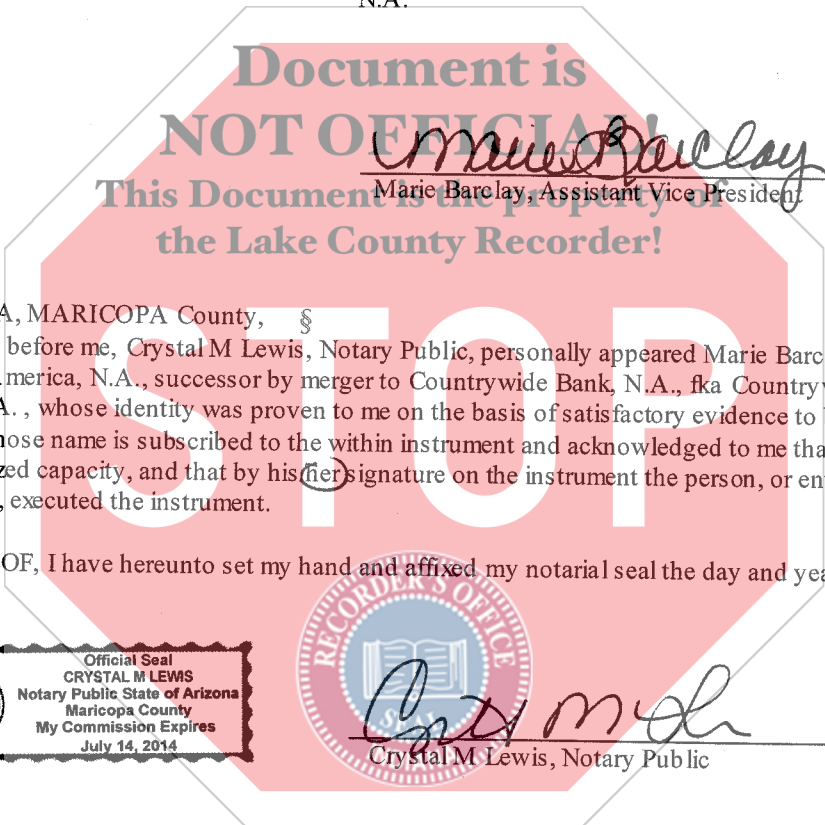 N.A.
Document is
NOT OFFICIAL!
Marie Barclay
This Document is the property of
Marie Barclay, Assistant Vice President
the Lake County Recorder!
STOP
A, MARICOPA County, §
before me, Crystal M Lewis, Notary Public, personally appeared Marie Barc
merica, N.A., successor by merger to Countrywide Bank, N.A., fka Country
A. , whose identity was proven to me on the basis of satisfactory evidence to
hose name is subscribed to the within instrument and acknowledged to me tha
zed capacity, and that by his/her signature on the instrument the person, or en
, executed the instrument.
OF, I have hereunto set my hand and affixed my notarial seal the day and yea
RECORDER'S OFFICE
SEAL
Official Seal
CRYSTAL M LEWIS
Notary Public State of Arizona
Maricopa County
My Commission Expires
July 14, 2014
Crystal M Lewis, Notary Public